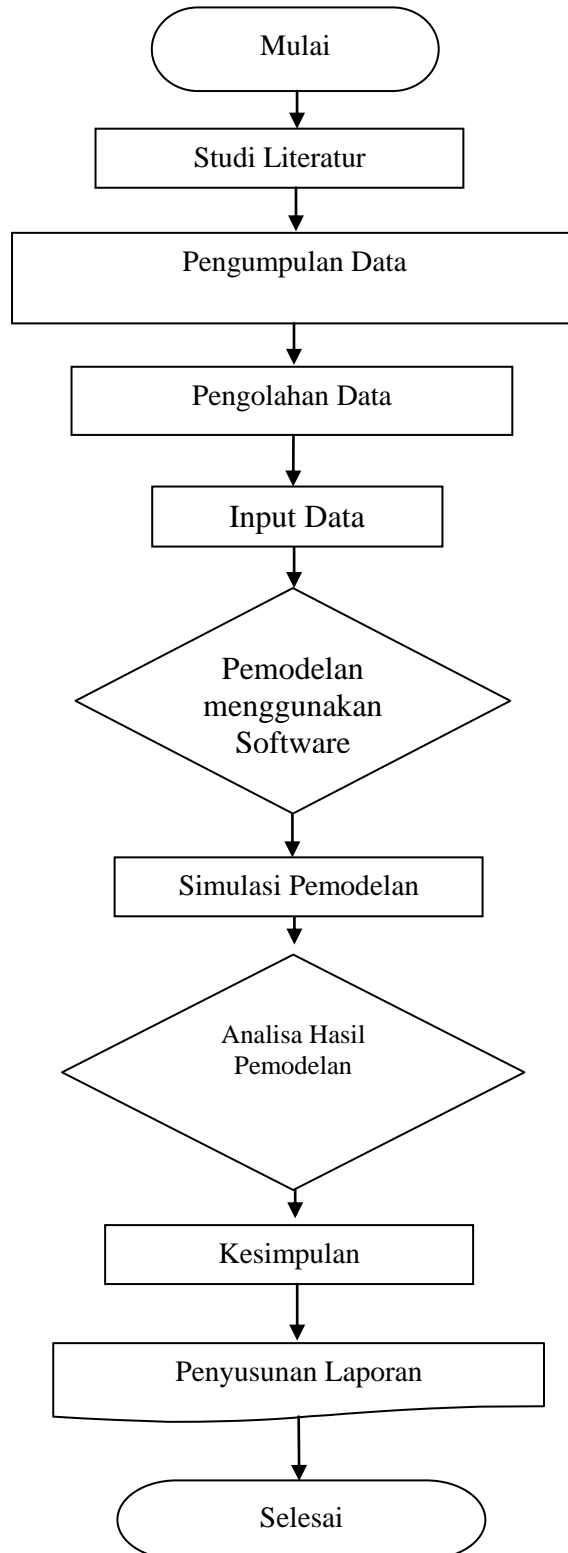 Mulai
Studi Literatur
Pengumpulan Data
Pengolahan Data
Input Data
Pemodelan
menggunakan
Software
Simulasi Pemodelan
Analisa Hasil
Pemodelan
Kesimpulan
Penyusunan Laporan
Selesai